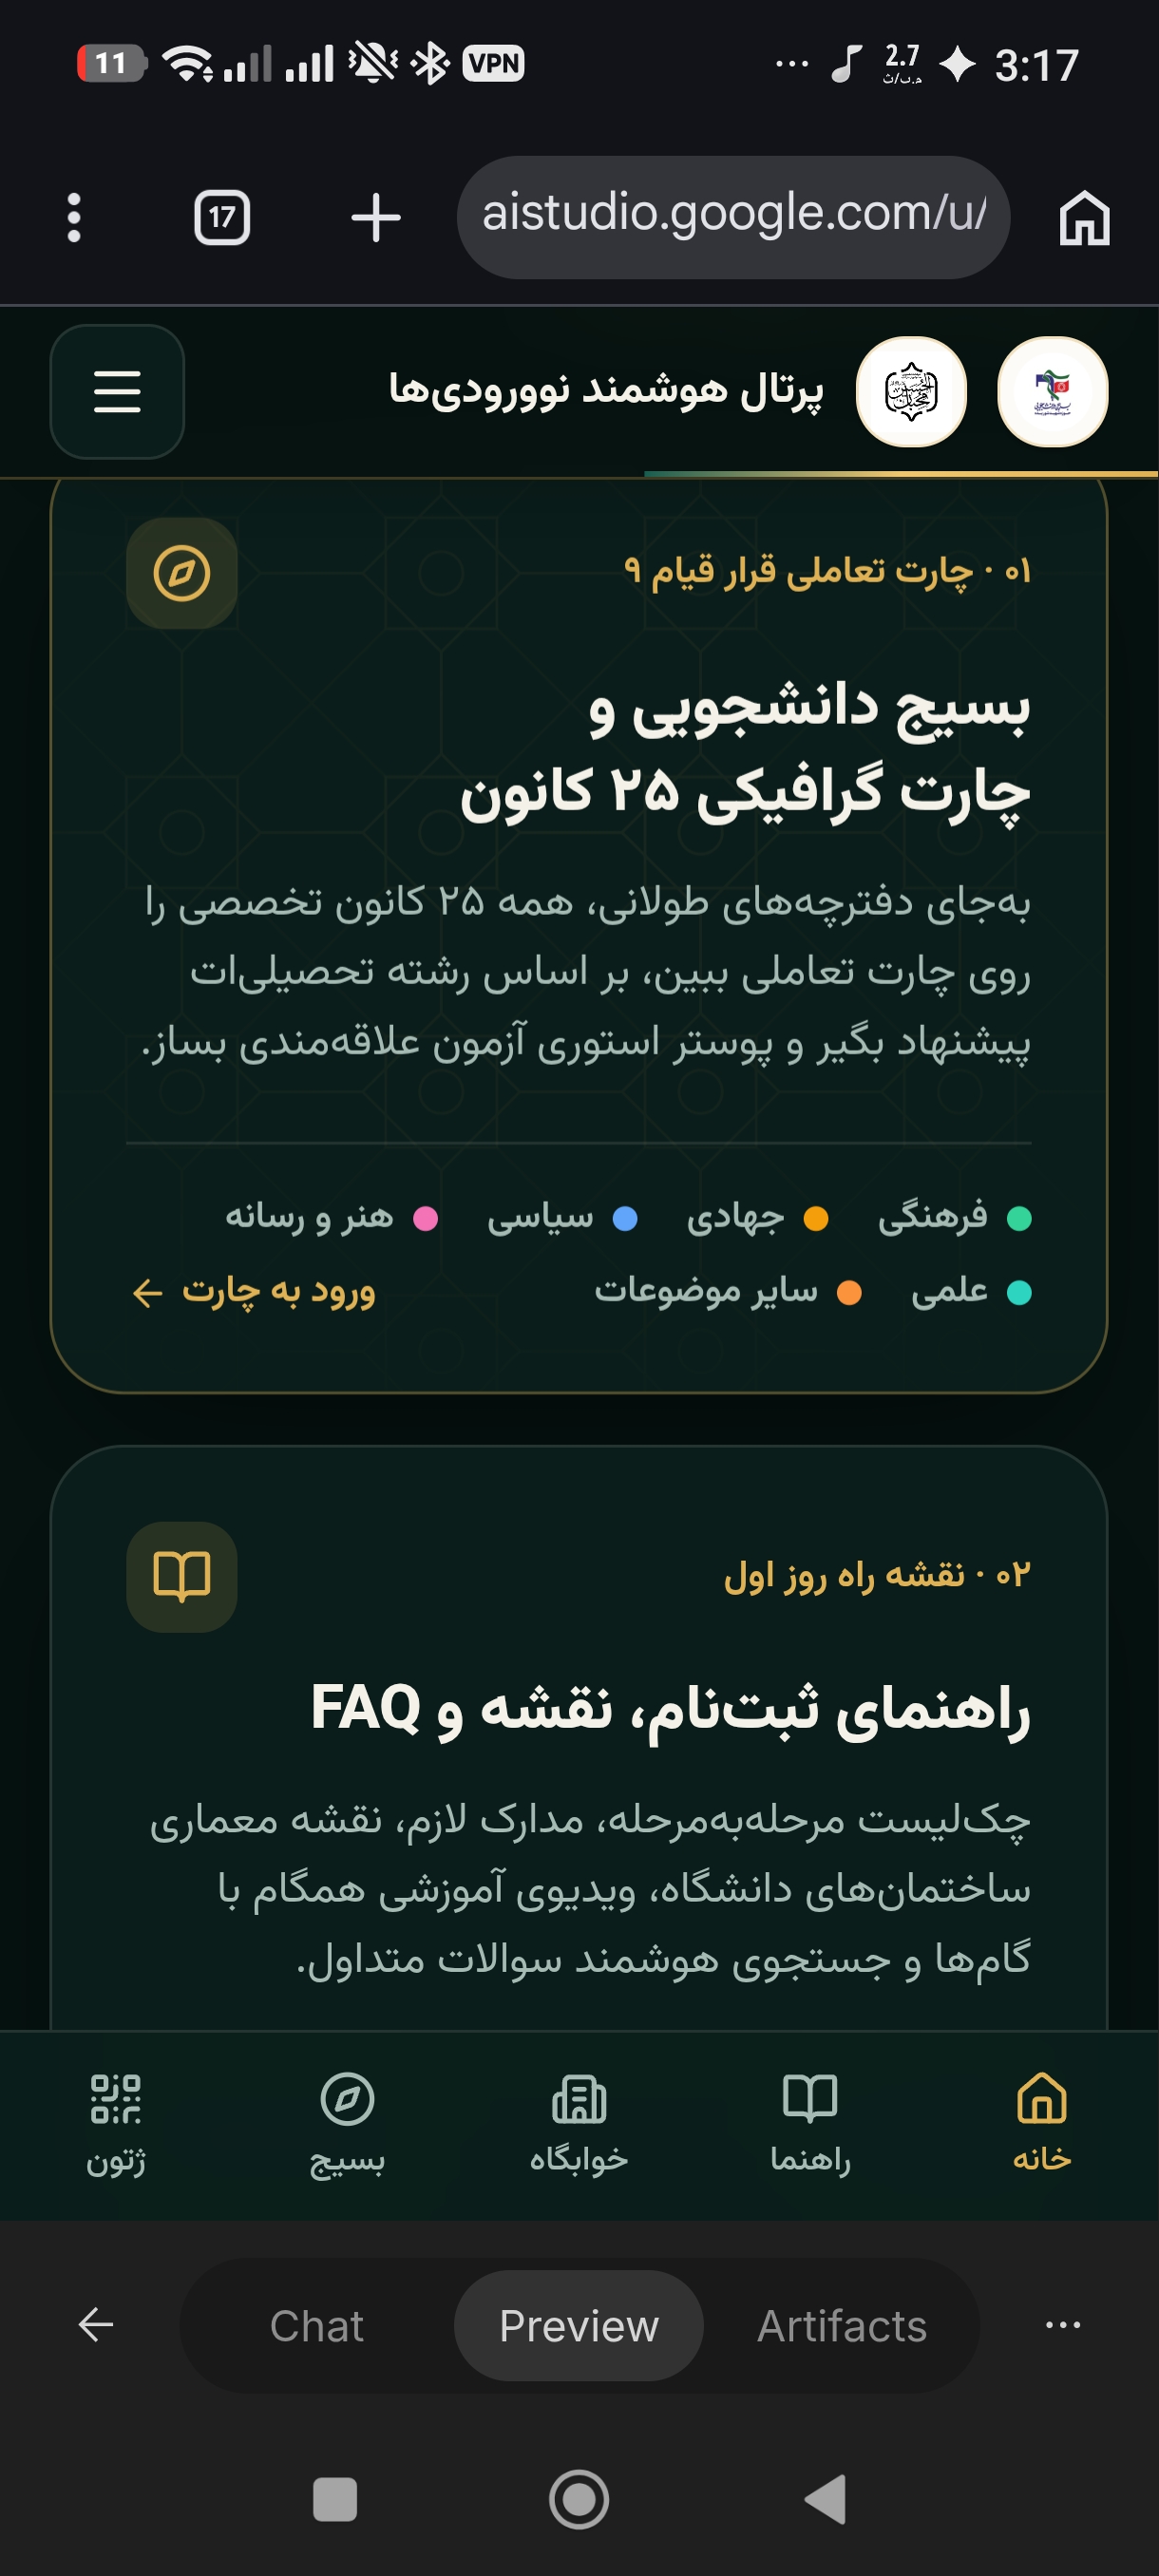 11
VPN
...
2.7
م.ب/ث
3:17
17
aistudio.google.com/u/
پرتال هوشمند نوورودی‌ها
۰۱ · چارت تعاملی قرار قیام ۹
بسیج دانشجویی و
چارت گرافیکی ۲۵ کانون
به‌جای دفترچه‌های طولانی، همه ۲۵ کانون تخصصی را
روی چارت تعاملی ببین، بر اساس رشته تحصیلی‌ات
پیشنهاد بگیر و پوستر استوری آزمون علاقه‌مندی بساز.
فرهنگی
جهادی
سیاسی
هنر و رسانه
علمی
سایر موضوعات
ورود به چارت ←
۰۲ · نقشه راه روز اول
راهنمای ثبت‌نام، نقشه و FAQ
چک‌لیست مرحله‌به‌مرحله، مدارک لازم، نقشه معماری
ساختمان‌های دانشگاه، ویدیوی آموزشی همگام با
گام‌ها و جستجوی هوشمند سوالات متداول.
خانه
راهنما
خوابگاه
بسیج
ژتون
Chat
Preview
Artifacts